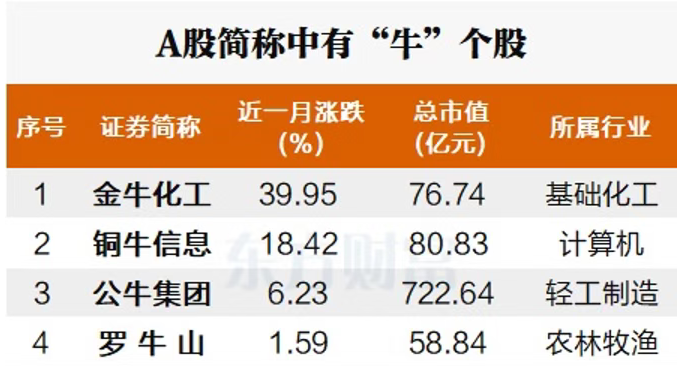 A股简称中有“牛”个股
序号 证券简称 近一月涨跌(%) 总市值(亿元) 所属行业
1 金牛化工 39.95 76.74 基础化工
2 铜牛信息 18.42 80.83 计算机
东方财富
3 公牛集团 6.23 722.64 轻工制造
4 罗牛山 1.59 58.84 农林牧渔